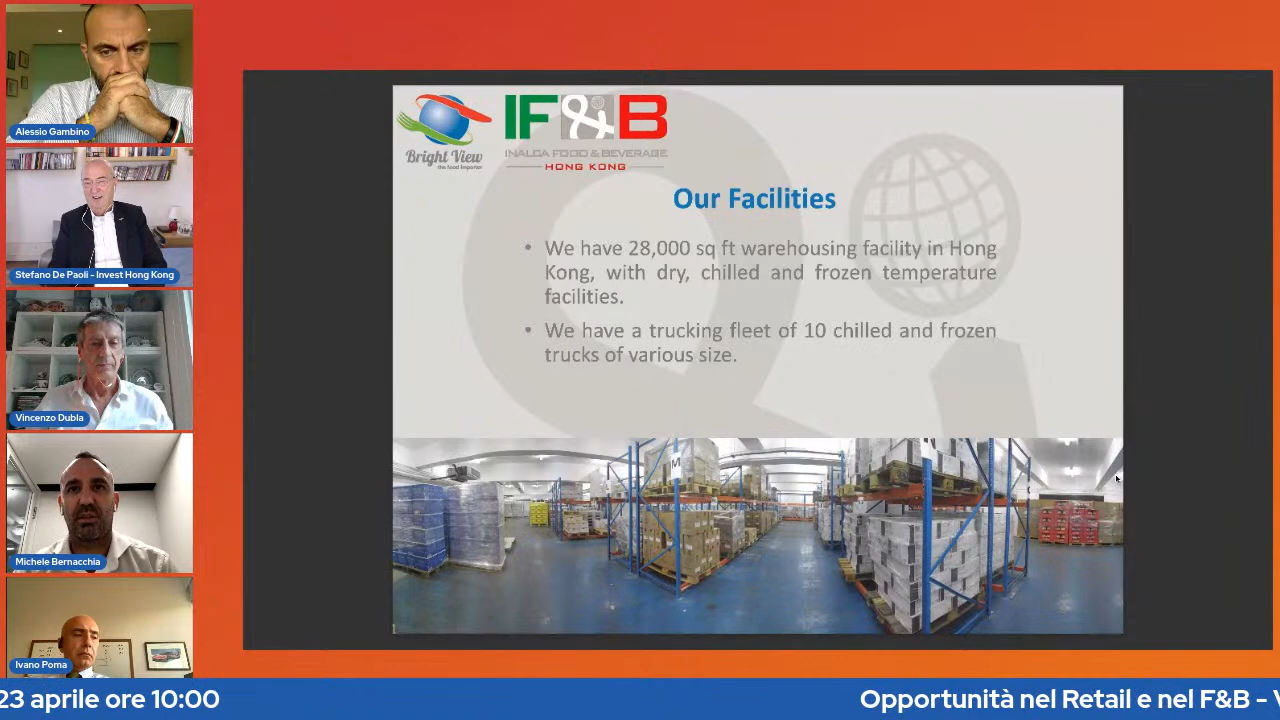 Alessio Gambino
Stefano De Paoli - Invest Hong Kong
Vincenzo Dubla
Michele Bernacchia
Ivano Poma
Bright View
the food importer
IF&B
INALCA FOOD & BEVERAGE
HONG KONG
Our Facilities
• We have 28,000 sq ft warehousing facility in Hong
Kong, with dry, chilled and frozen temperature
facilities.
• We have a trucking fleet of 10 chilled and frozen
trucks of various size.
M
23 aprile ore 10:00
Opportunità nel Retail e nel F&B - V